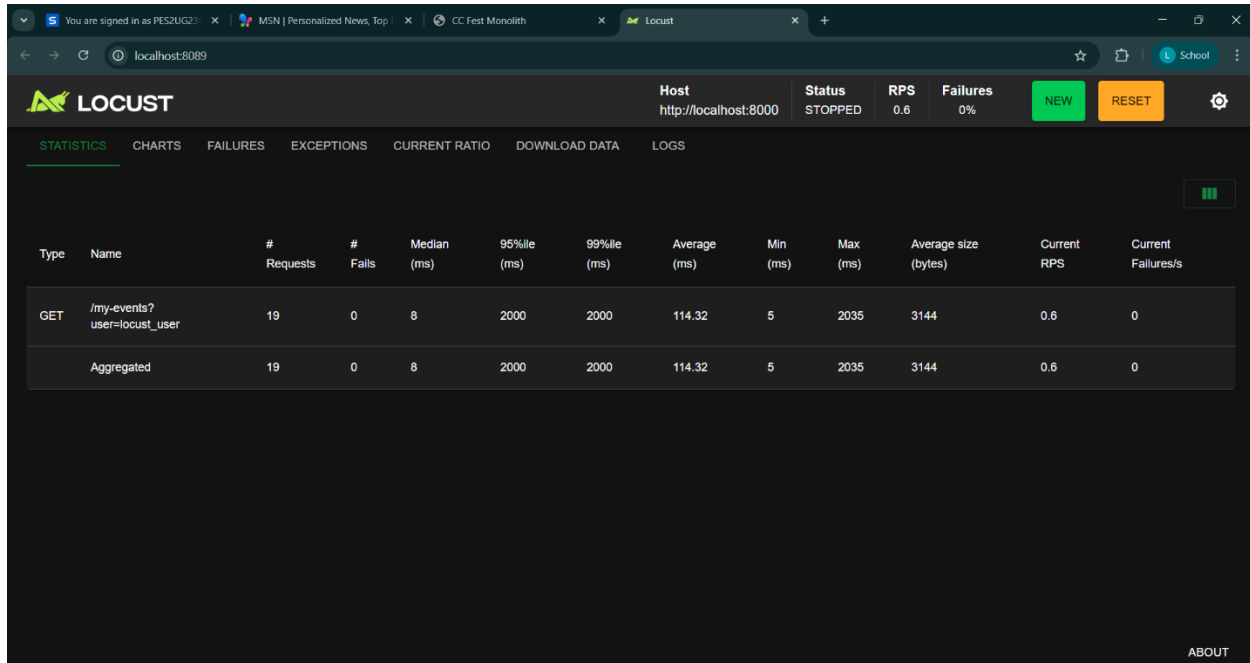 You are signed in as PES2UG23
MSN | Personalized News, Top
CC Fest Monolith
Locust
localhost:8089
L School
LOCUST
Host
http://localhost:8000
Status
STOPPED
RPS
0.6
Failures
0%
NEW
RESET
STATISTICS CHARTS FAILURES EXCEPTIONS CURRENT RATIO DOWNLOAD DATA LOGS
Type Name # Requests # Fails Median (ms) 95%ile (ms) 99%ile (ms) Average (ms) Min (ms) Max (ms) Average size (bytes) Current RPS Current Failures/s
GET /my-events?user=locust_user 19 0 8 2000 2000 114.32 5 2035 3144 0.6 0
Aggregated 19 0 8 2000 2000 114.32 5 2035 3144 0.6 0
ABOUT